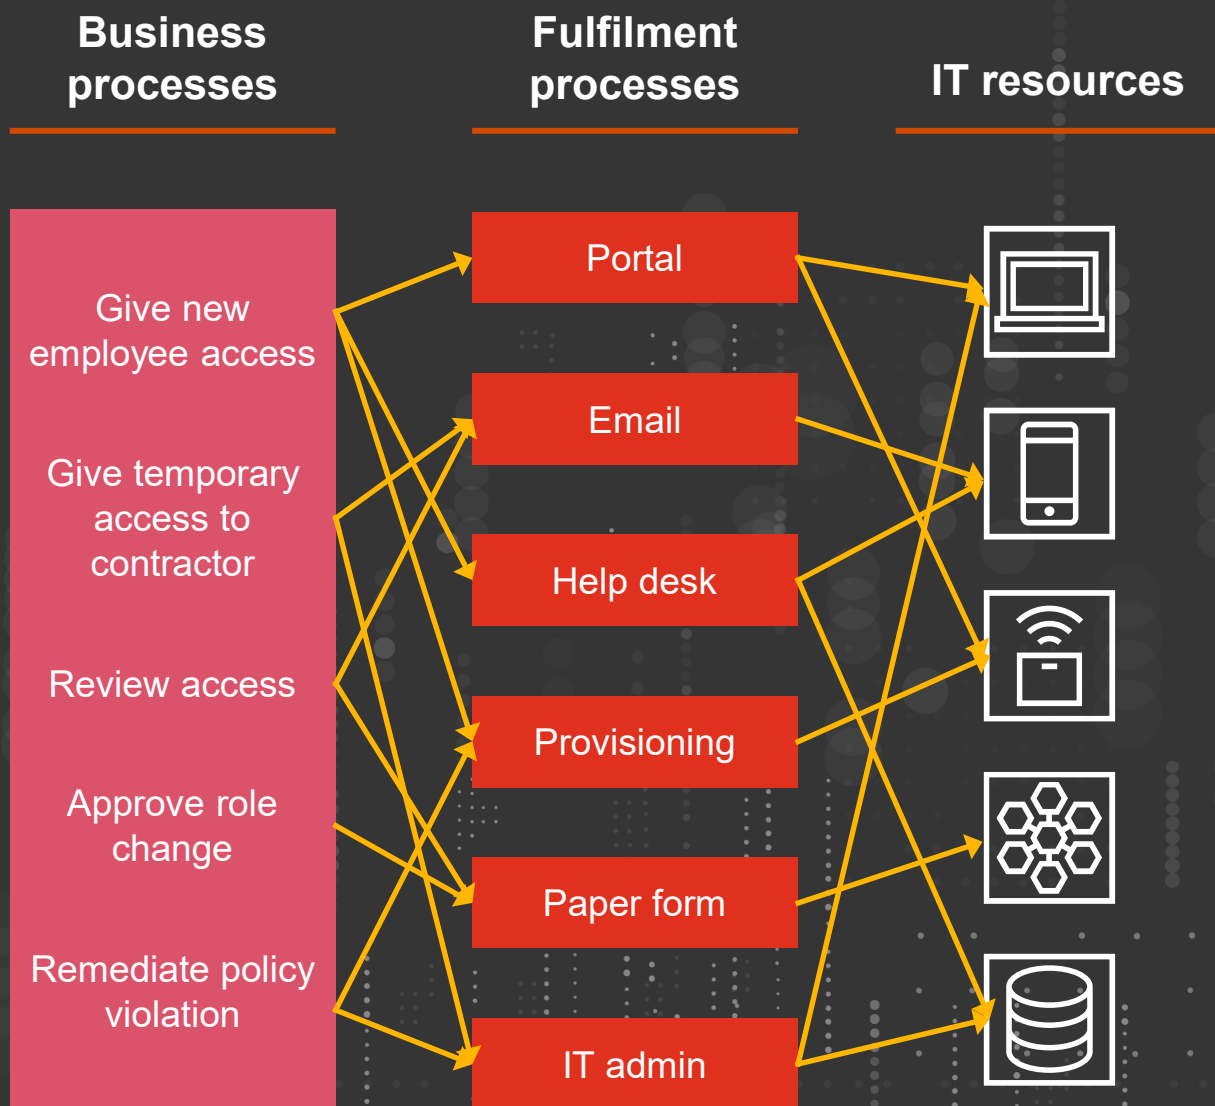 Business
processes
Fulfilment
processes
IT resources
Give new
employee access
Give temporary
access to
contractor
Review access
Approve role
change
Remediate policy
violation
Portal
Email
Help desk
Provisioning
Paper form
IT admin